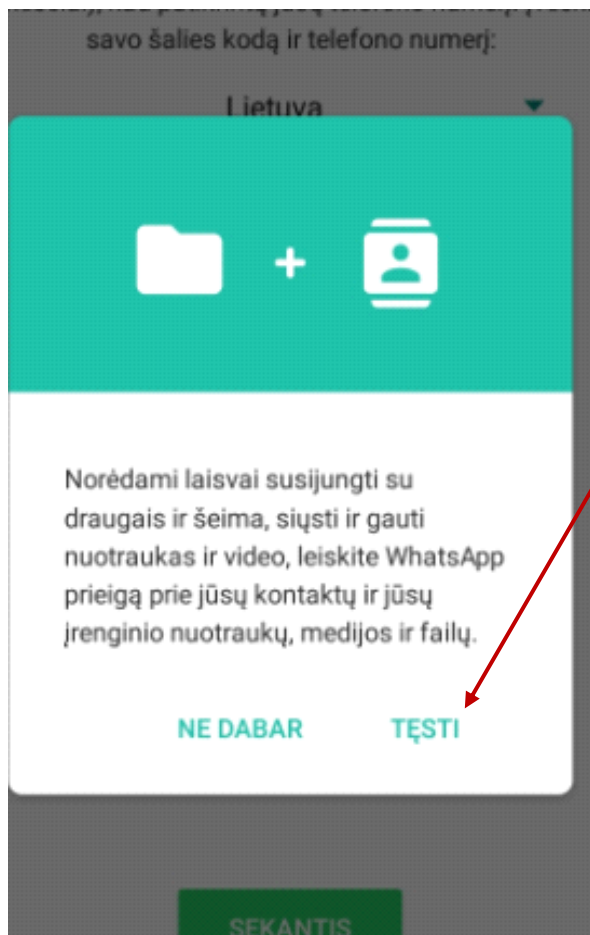 savo šalies kodą ir telefono numerį:
Lietuva
Norėdami laisvai susijungti su
draugais ir šeima, siųsti ir gauti
nuotraukas ir video, leiskite WhatsApp
prieigą prie jūsų kontaktų ir jūsų
įrenginio nuotraukų, medijos ir failų.
NE DABAR TĘSTI
SEKANTIS